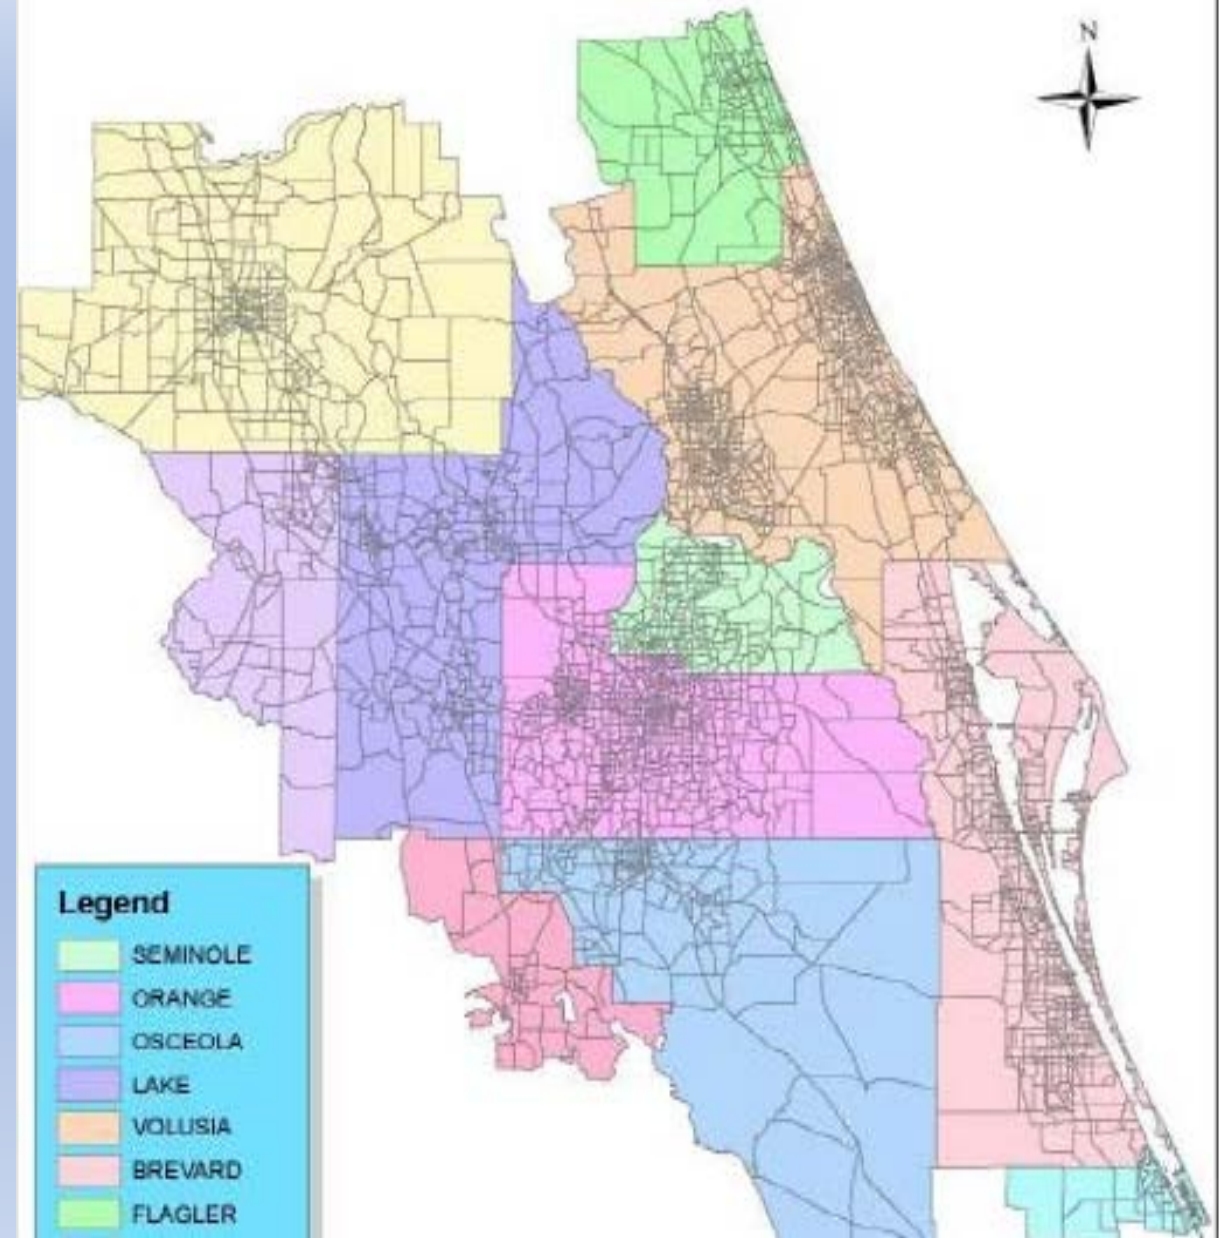 N
Legend
SEMINOLE
ORANGE
OSCEOLA
LAKE
VOLUSIA
BREVARD
FLAGLER